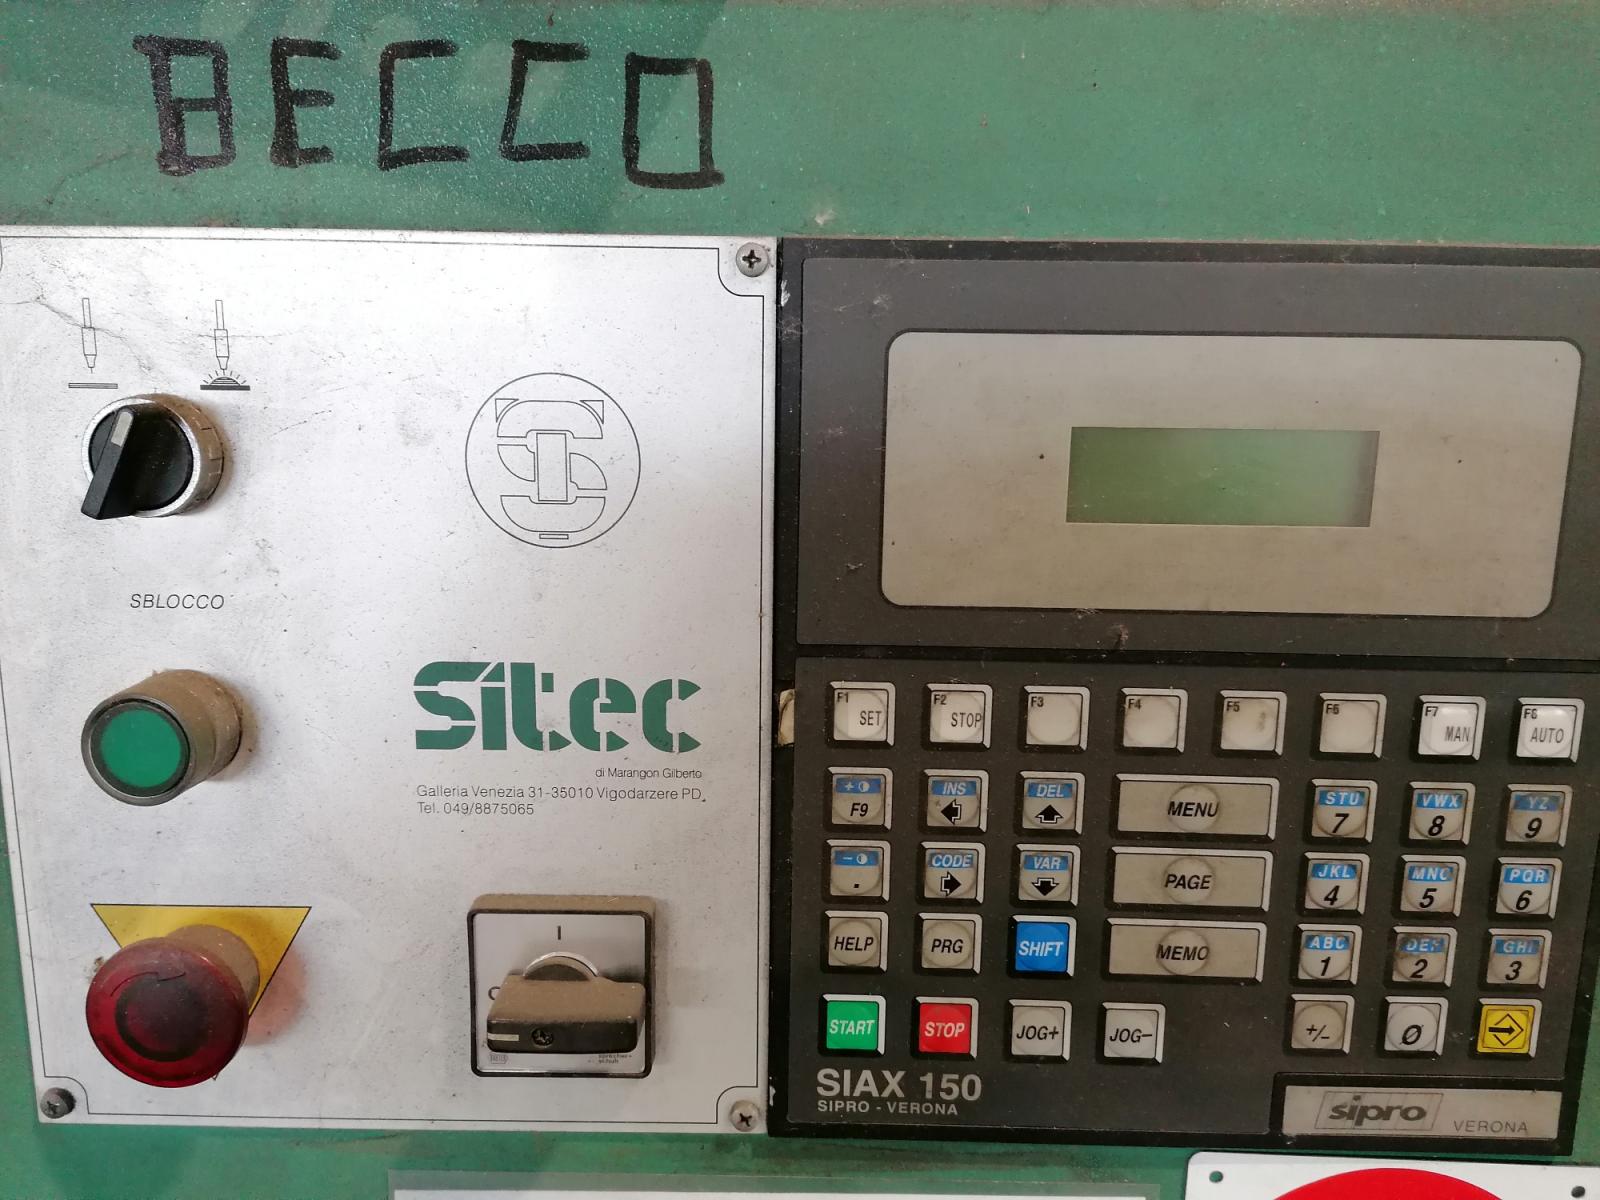 BECCO
SBLOCCO
Sitec
di Marangon Gilberto
Galleria Venezia 31-35010 Vigodarzere PD.
Tel. 049/8875065
I
F1 SET
F2 STOP
F3
F4
F5
F6
F7 MAN
F8 AUTO
+ F9
INS
DEL
MENU
STU 7
VWX 8
YZ 9
- .
CODE
VAR
PAGE
JKL 4
MNO 5
PQR 6
HELP
PRG
SHIFT
MEMO
ABC 1
DEF 2
GHI 3
START
STOP
JOG+
JOG-
+/-
Ø
SIAX 150
SIPRO - VERONA
sipro VERONA